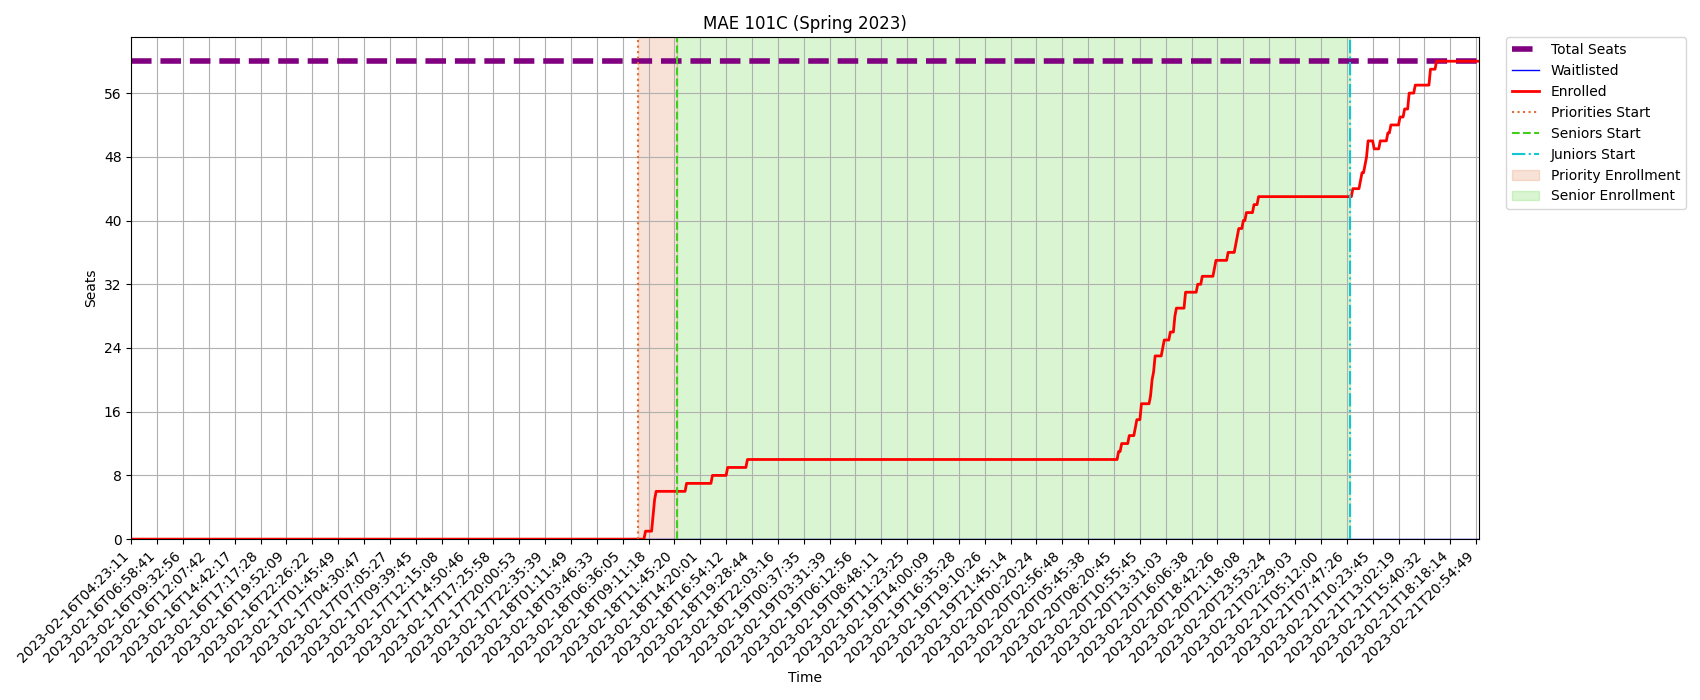 MAE 101C (Spring 2023)
Total Seats
Waitlisted
Enrolled
Priorities Start
Seniors Start
Juniors Start
Priority Enrollment
Senior Enrollment
Seats
56
48
40
32
24
16
8
0
2023-02-16T04:23:11
2023-02-16T06:58:41
2023-02-16T09:32:56
2023-02-16T12:07:42
2023-02-16T14:42:17
2023-02-16T17:17:28
2023-02-16T19:52:09
2023-02-16T22:26:22
2023-02-17T01:45:49
2023-02-17T04:30:47
2023-02-17T07:05:27
2023-02-17T09:39:45
2023-02-17T12:15:08
2023-02-17T14:50:46
2023-02-17T17:25:58
2023-02-17T20:00:53
2023-02-17T22:35:39
2023-02-18T01:11:49
2023-02-18T03:46:33
2023-02-18T06:36:05
2023-02-18T09:11:18
2023-02-18T11:45:20
2023-02-18T14:20:01
2023-02-18T16:54:12
2023-02-18T19:28:44
2023-02-18T22:03:16
2023-02-19T00:37:35
2023-02-19T03:31:39
2023-02-19T06:12:56
2023-02-19T08:48:11
2023-02-19T11:23:25
2023-02-19T14:00:09
2023-02-19T16:35:28
2023-02-19T19:10:26
2023-02-19T21:45:14
2023-02-20T00:20:24
2023-02-20T02:56:48
2023-02-20T05:45:38
2023-02-20T08:20:45
2023-02-20T10:55:45
2023-02-20T13:31:03
2023-02-20T16:06:38
2023-02-20T18:42:26
2023-02-20T21:18:08
2023-02-20T23:53:24
2023-02-21T02:29:03
2023-02-21T05:12:00
2023-02-21T07:47:26
2023-02-21T10:23:45
2023-02-21T13:02:19
2023-02-21T15:40:32
2023-02-21T18:18:14
2023-02-21T20:54:49
Time